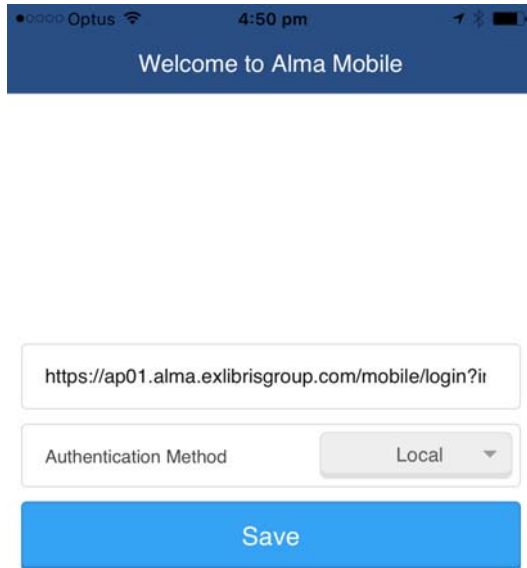 Optus 4:50 pm
Welcome to Alma Mobile
https://ap01.alma.exlibrisgroup.com/mobile/login?ir
Authentication Method Local
Save